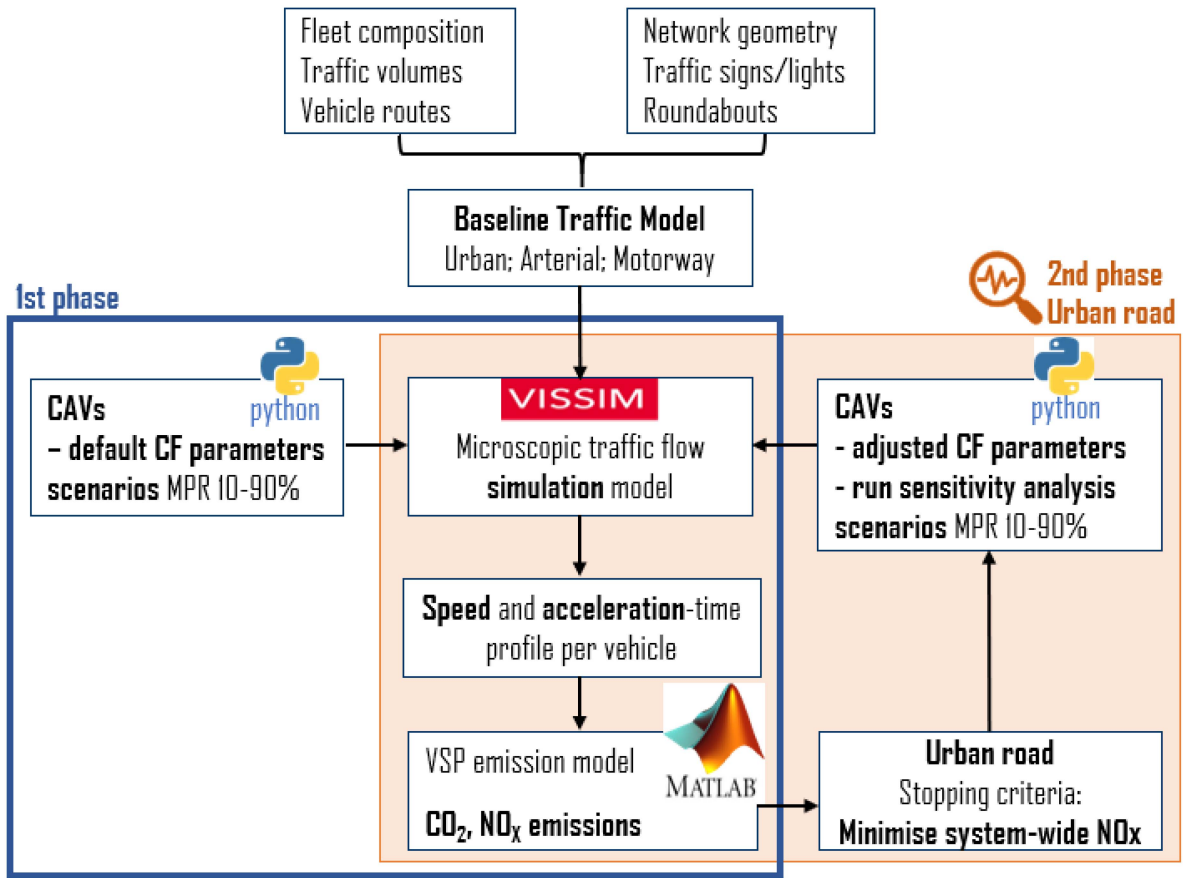 Fleet composition
Traffic volumes
Vehicle routes
Network geometry
Traffic signs/lights
Roundabouts
Baseline Traffic Model
Urban; Arterial; Motorway
1st phase
2nd phase
Urban road
python
CAVs
– default CF parameters
scenarios MPR 10-90%
VISSIM
Microscopic traffic flow
simulation model
python
CAVs
- adjusted CF parameters
- run sensitivity analysis
scenarios MPR 10-90%
Speed and acceleration-time
profile per vehicle
VSP emission model
MATLAB
CO₂, NOₓ emissions
Urban road
Stopping criteria:
Minimise system-wide NOx